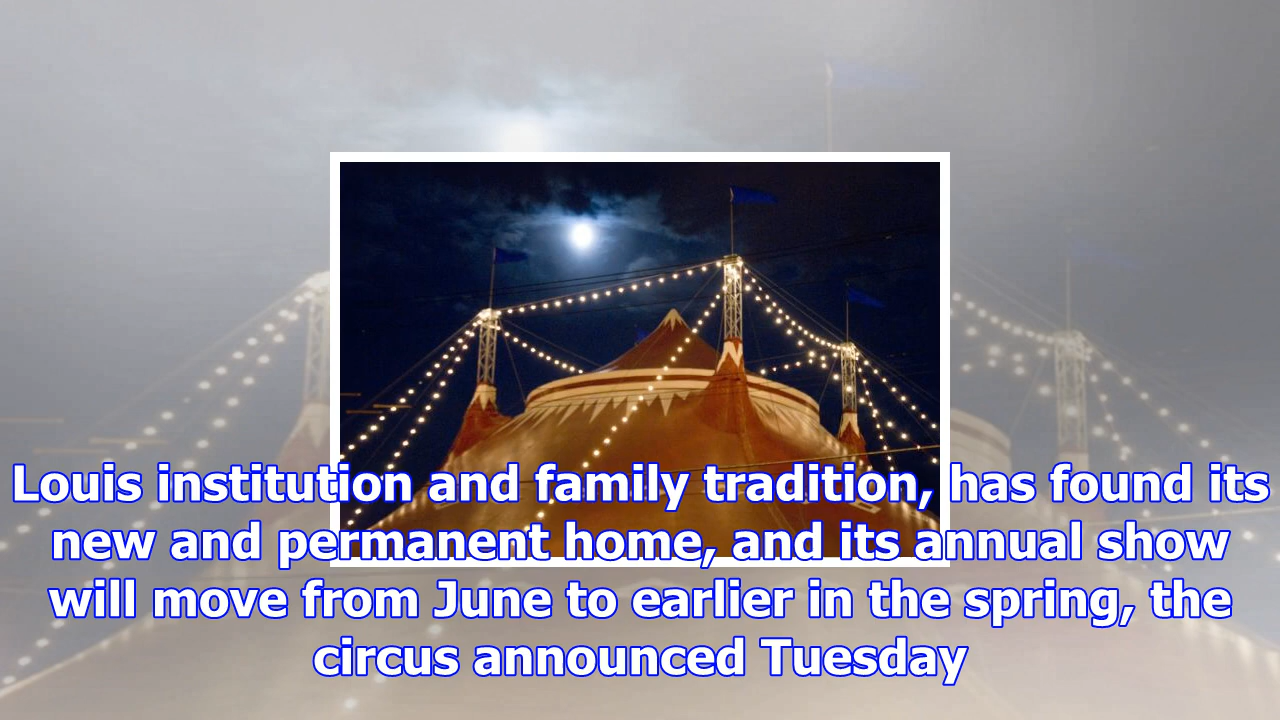 Louis institution and family tradition, has found its
new and permanent home, and its annual show
will move from June to earlier in the spring, the
circus announced Tuesday